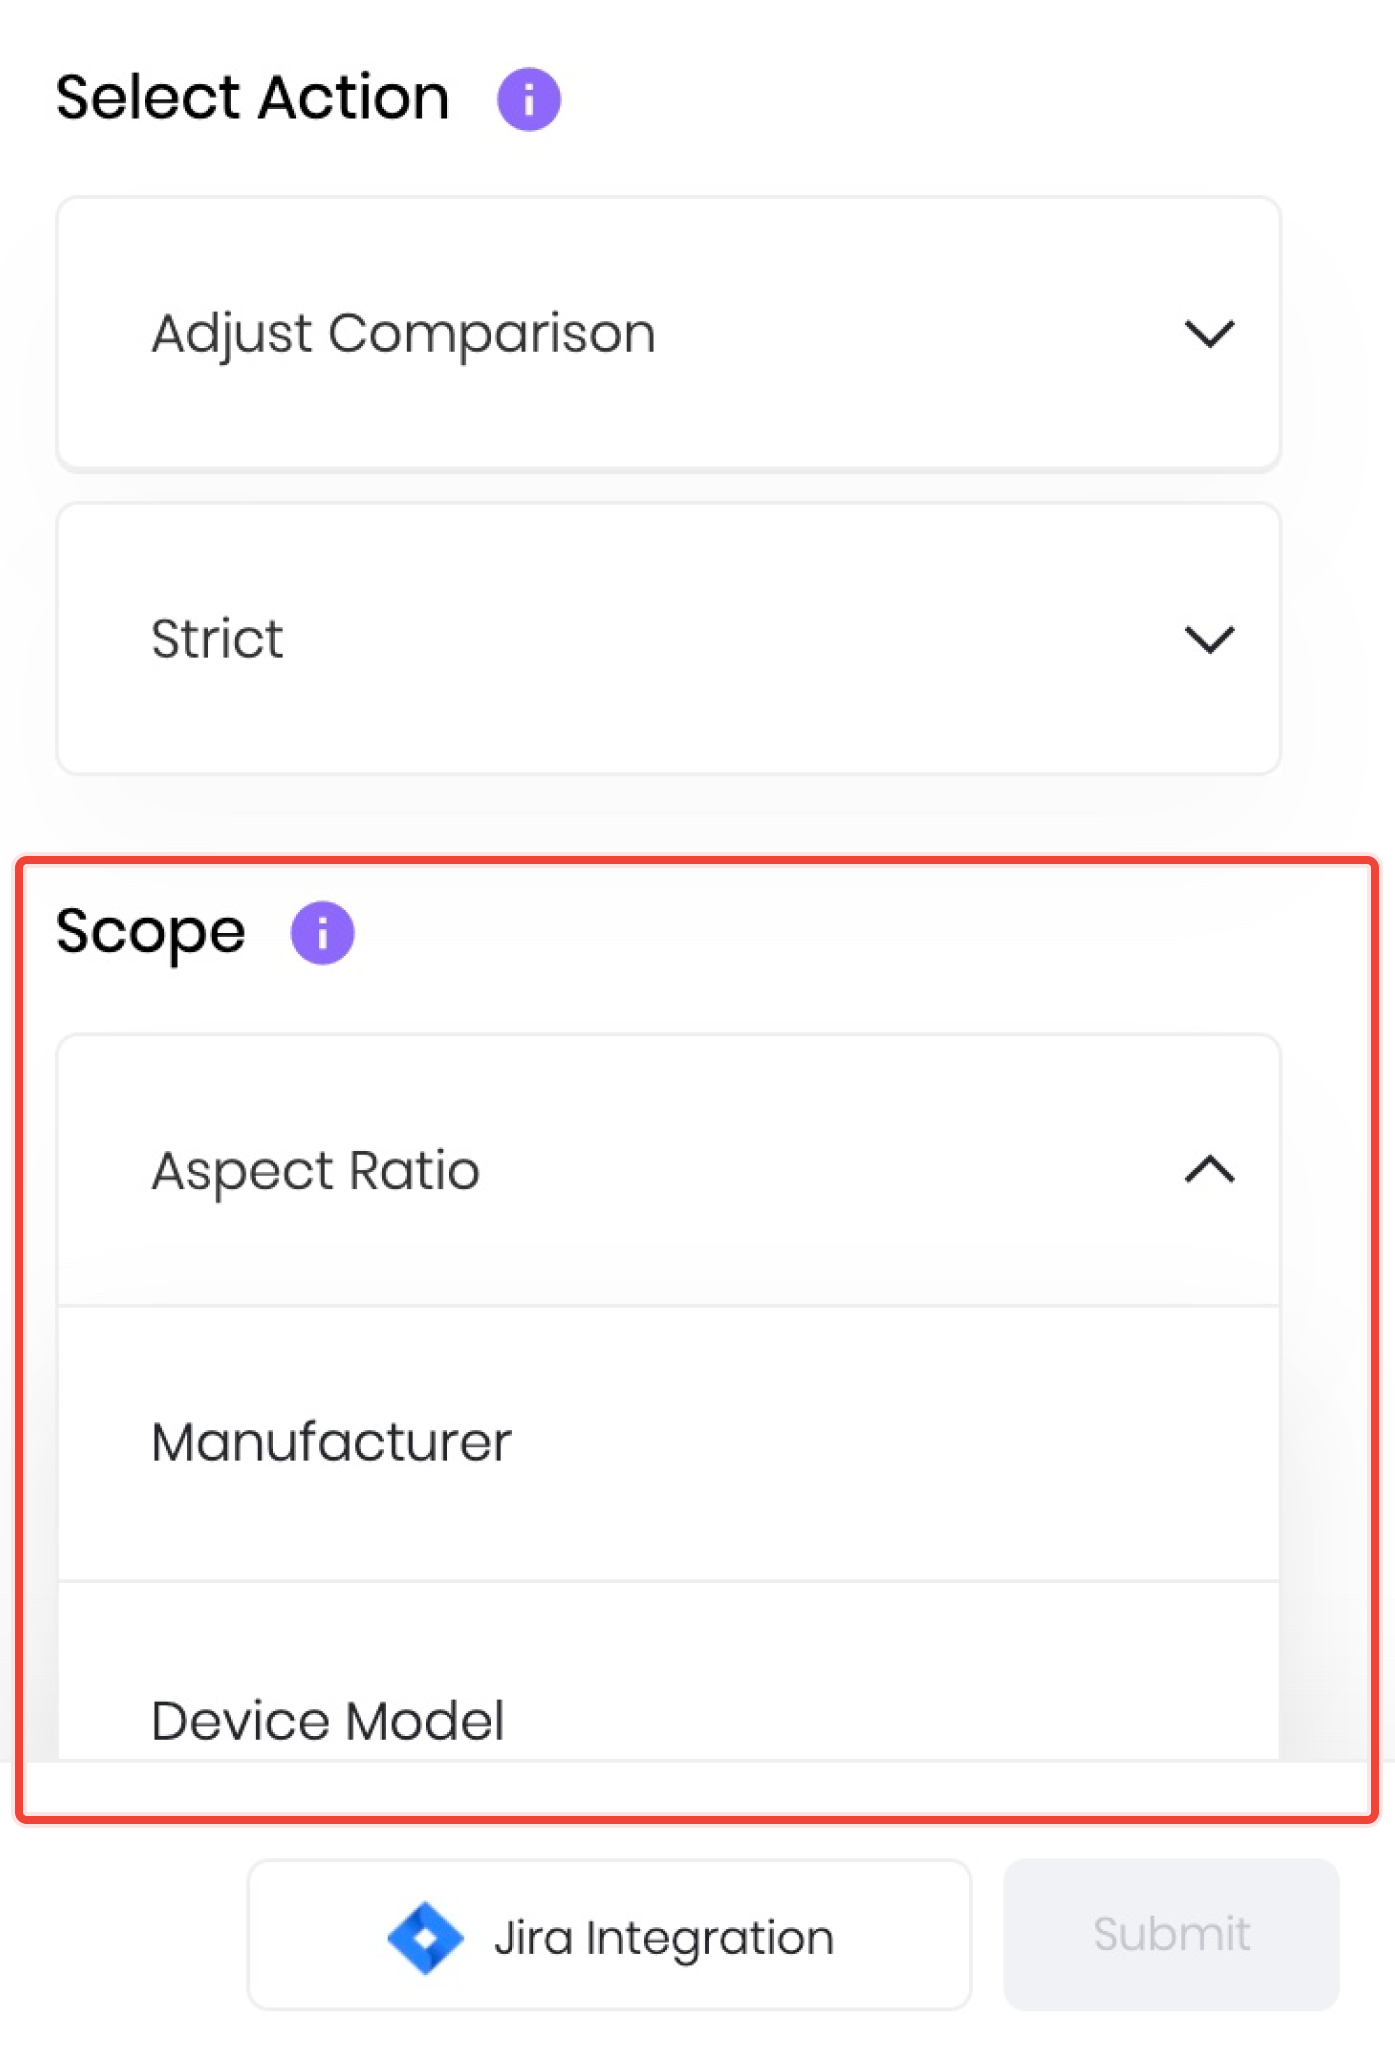 Select Action
Adjust Comparison
Strict
Scope
Aspect Ratio
Manufacturer
Device Model
Jira Integration
Submit